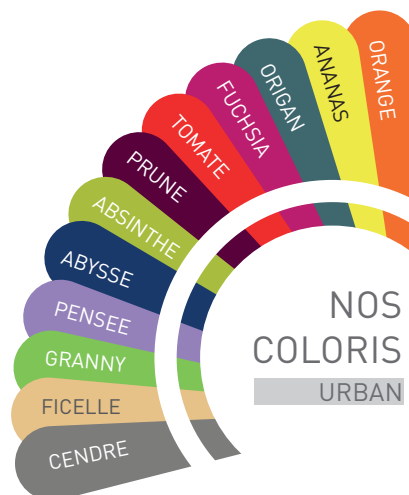 ORANGE
ANANAS
ORIGAN
FUCHSIA
TOMATE
PRUNE
ABSINTHE
ABYSSE
PENSEE
GRANNY
FICELLE
CENDRE
NOS
COLORIS
URBAN